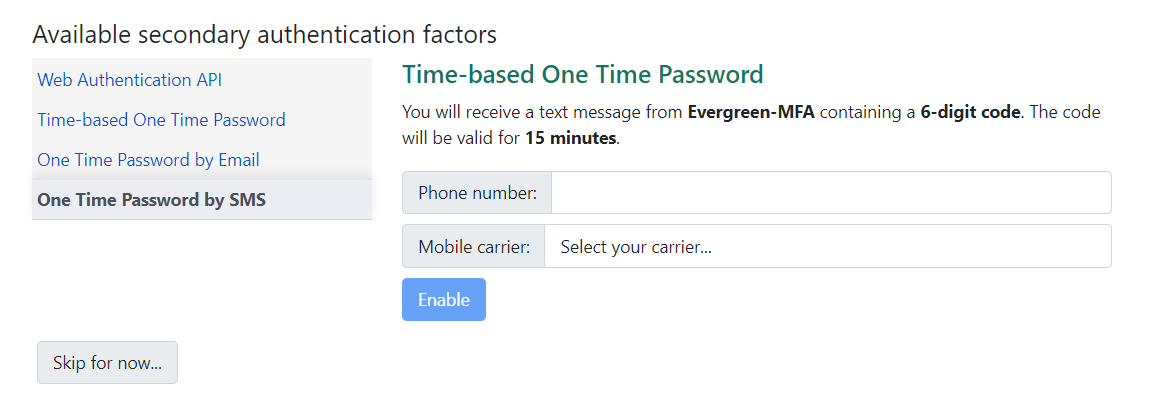 Available secondary authentication factors
Web Authentication API
Time-based One Time Password
One Time Password by Email
One Time Password by SMS
Time-based One Time Password
You will receive a text message from Evergreen-MFA containing a 6-digit code. The code
will be valid for 15 minutes.
Phone number:
Mobile carrier: Select your carrier...
Enable
Skip for now...